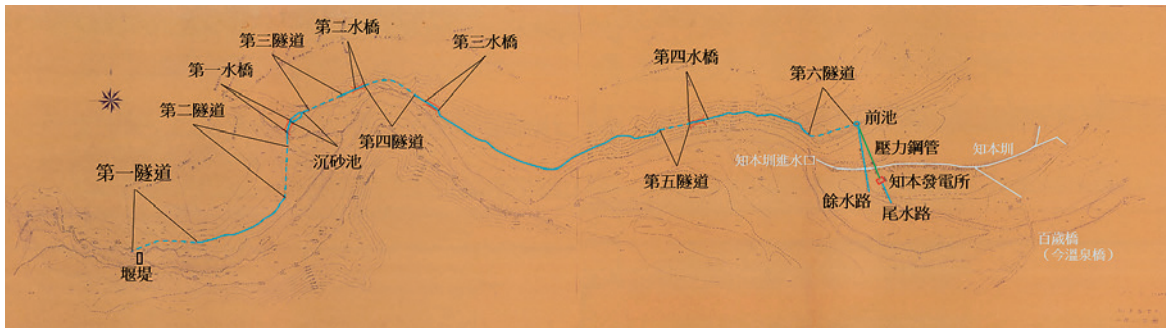 第二水橋
第三隧道
第三水橋
第一水橋
第四水橋
第六隧道
第二隧道
前池
第四隧道
沉砂池
壓力鋼管
知本圳
知本圳進水口
第一隧道
第五隧道
知本發電所
餘水路
尾水路
百歲橋
（今溫泉橋）
堰堤